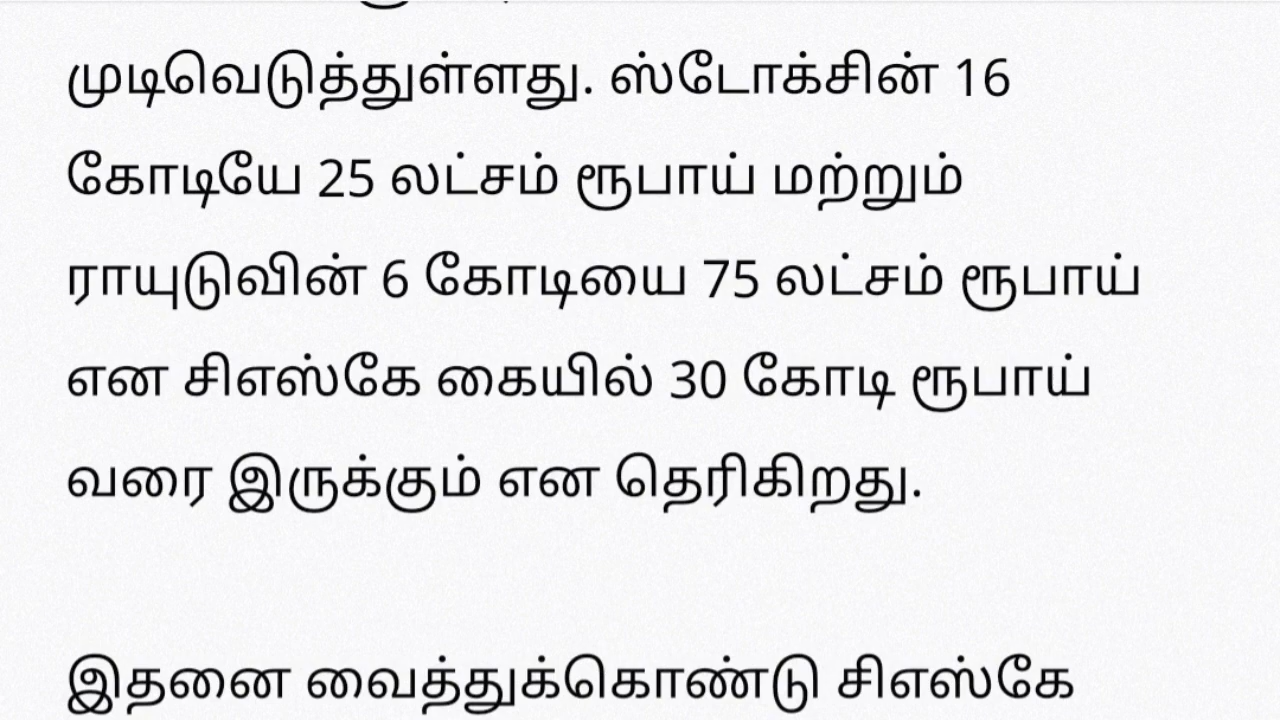 முடிவெடுத்துள்ளது. ஸ்டோக்சின் 16
கோடியே 25 லட்சம் ரூபாய் மற்றும்
ராயுடுவின் 6 கோடியை 75 லட்சம் ரூபாய்
என சிஎஸ்கே கையில் 30 கோடி ரூபாய்
வரை இருக்கும் என தெரிகிறது.
இதனை வைத்துக்கொண்டு சிஎஸ்கே